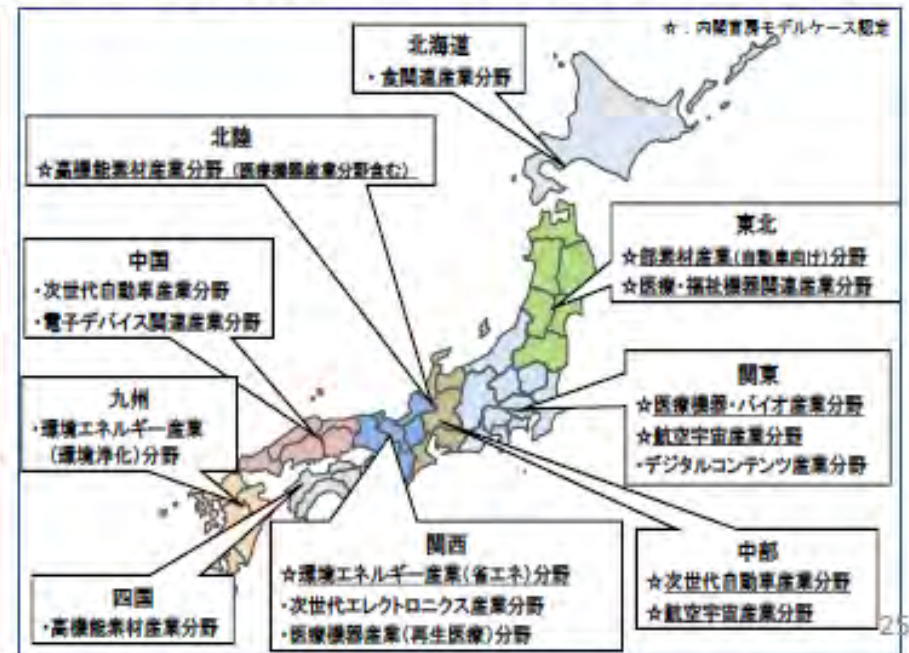 ☆：内閣官房モデルケース認定
北海道
・食関連産業分野
北陸
☆高機能素材産業分野（医療機器産業分野含む）
東北
☆部素材産業(自動車向け)分野
☆医療・福祉機器関連産業分野
中国
・次世代自動車産業分野
・電子デバイス関連産業分野
関東
☆医療機器・バイオ産業分野
☆航空宇宙産業分野
・デジタルコンテンツ産業分野
九州
・環境エネルギー産業
（環境浄化）分野
関西
☆環境エネルギー産業(省エネ)分野
・次世代エレクトロニクス産業分野
・医療機器産業(再生医療)分野
中部
☆次世代自動車産業分野
☆航空宇宙産業分野
四国
・高機能素材産業分野
25